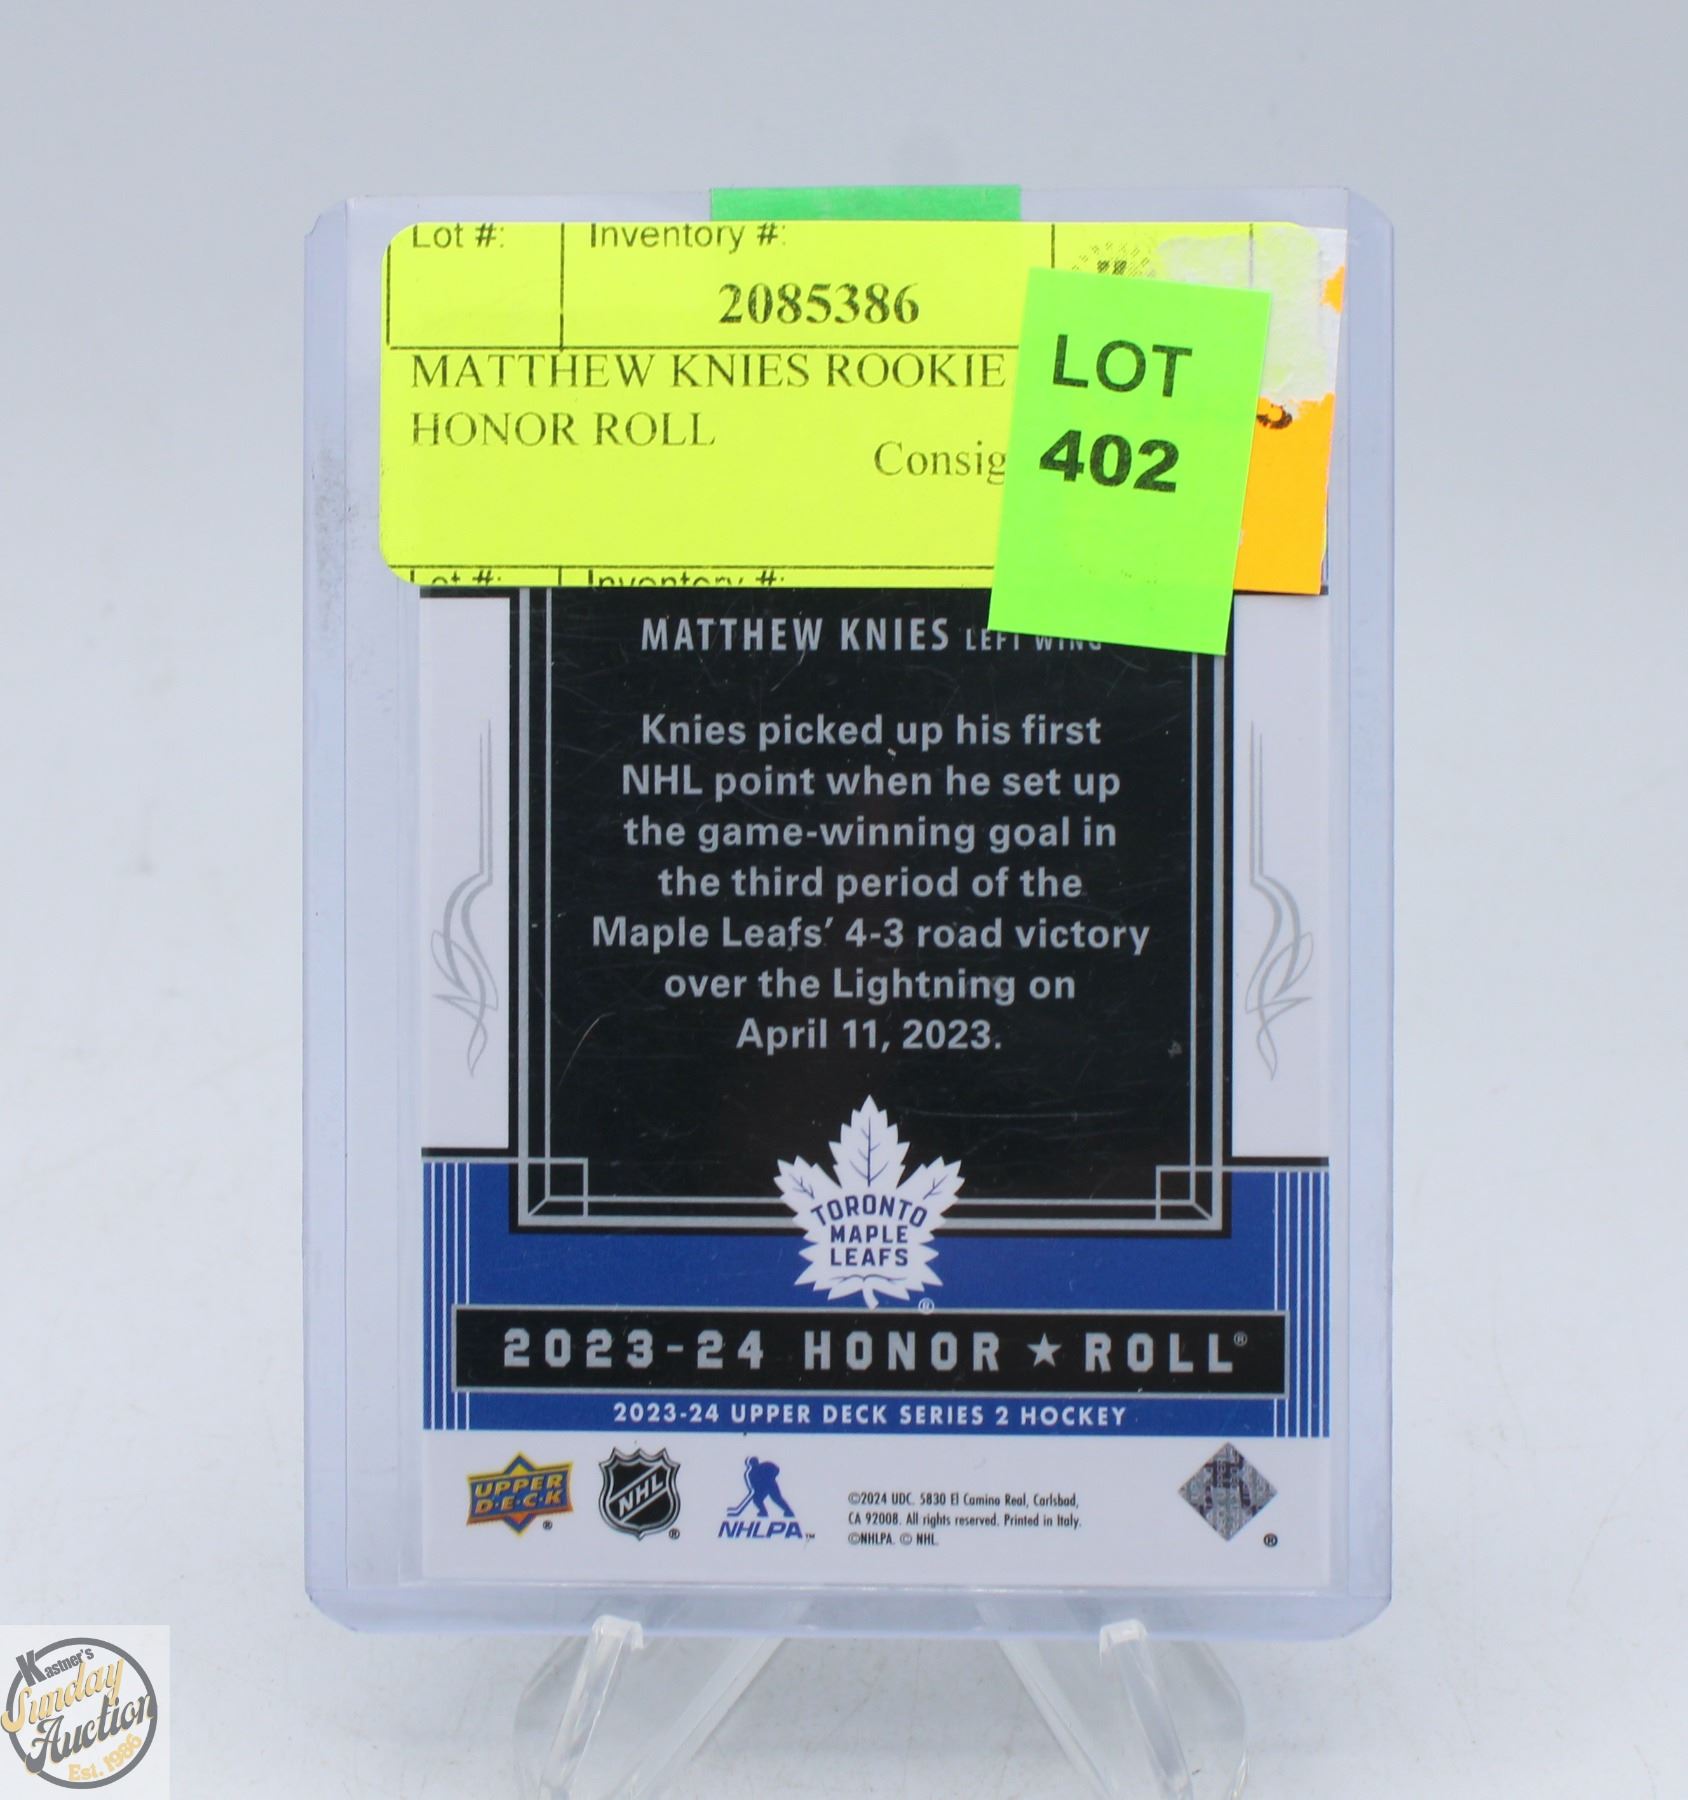 Lot #:
Inventory #:
2085386
MATTHEW KNIES ROOKIE
HONOR ROLL
Consig
LOT
402
Lot #:
Inventory #:
MATTHEW KNIES LEFT WING
Knies picked up his first
NHL point when he set up
the game-winning goal in
the third period of the
Maple Leafs' 4-3 road victory
over the Lightning on
April 11, 2023.
TORONTO
MAPLE
LEAFS
®
2023-24 HONOR ★ ROLL®
2023-24 UPPER DECK SERIES 2 HOCKEY
UPPER
D·E·C·K
®
NHL
®
NHLPA™
©2024 UDC. 5830 El Camino Real, Carlsbad,
CA 92008. All rights reserved. Printed in Italy.
©NHLPA. © NHL.
®
Kastner's
Sunday
Auction
Est. 1986